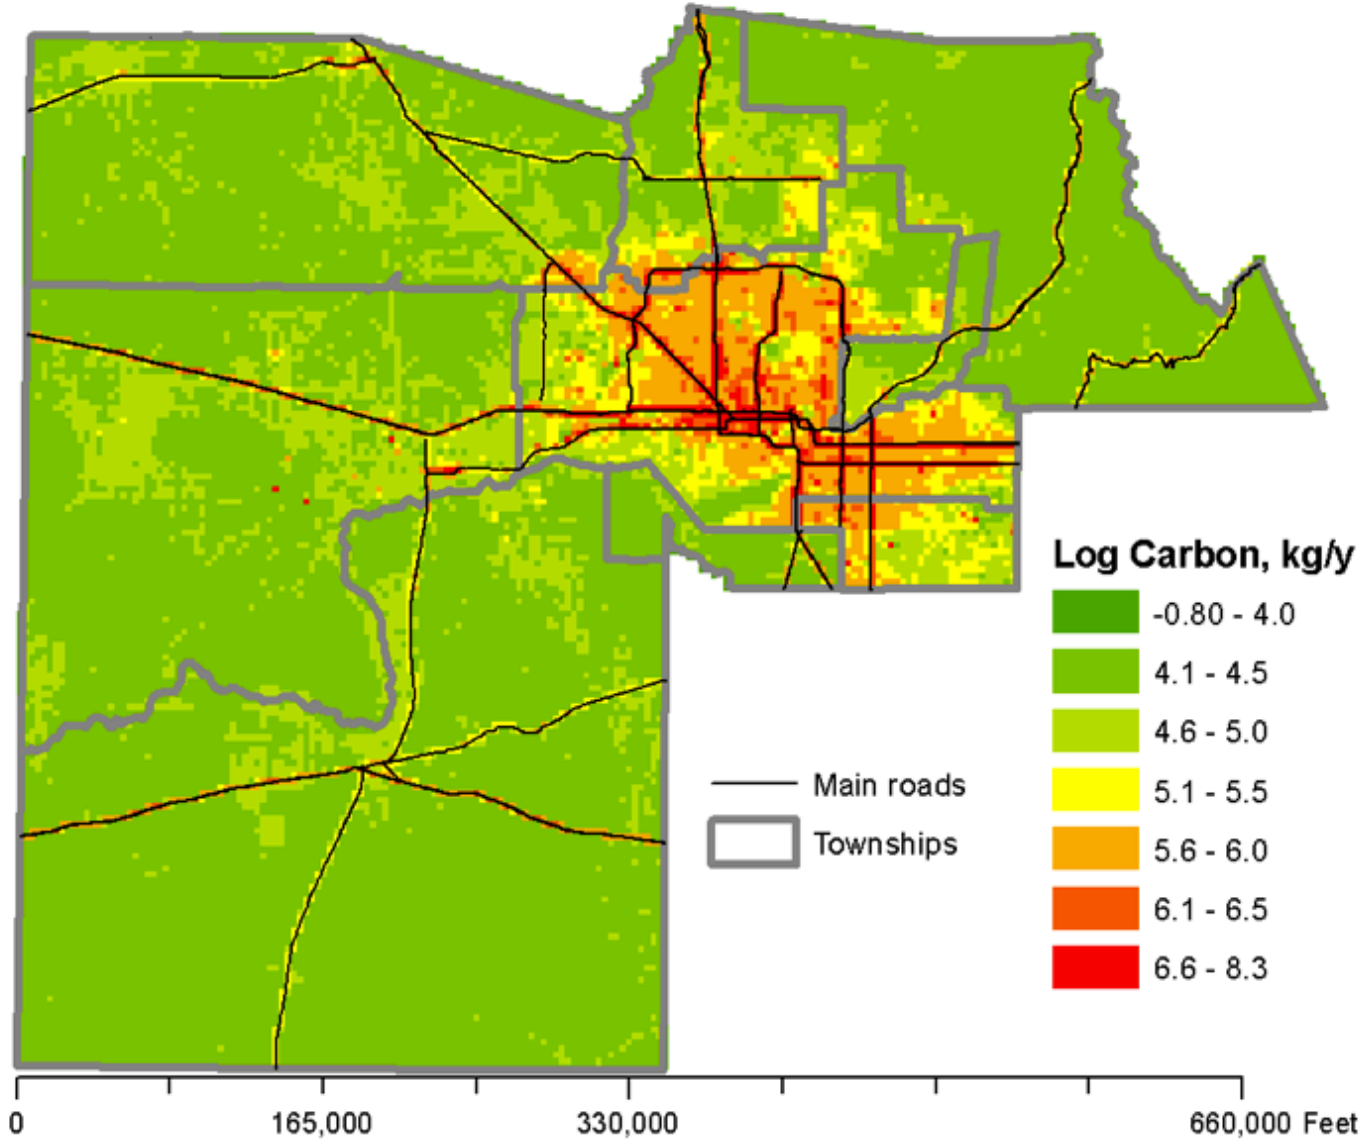 Log Carbon, kg/y
-0.80 - 4.0
4.1 - 4.5
4.6 - 5.0
5.1 - 5.5
5.6 - 6.0
6.1 - 6.5
6.6 - 8.3
Main roads
Townships
0 165,000 330,000 660,000 Feet